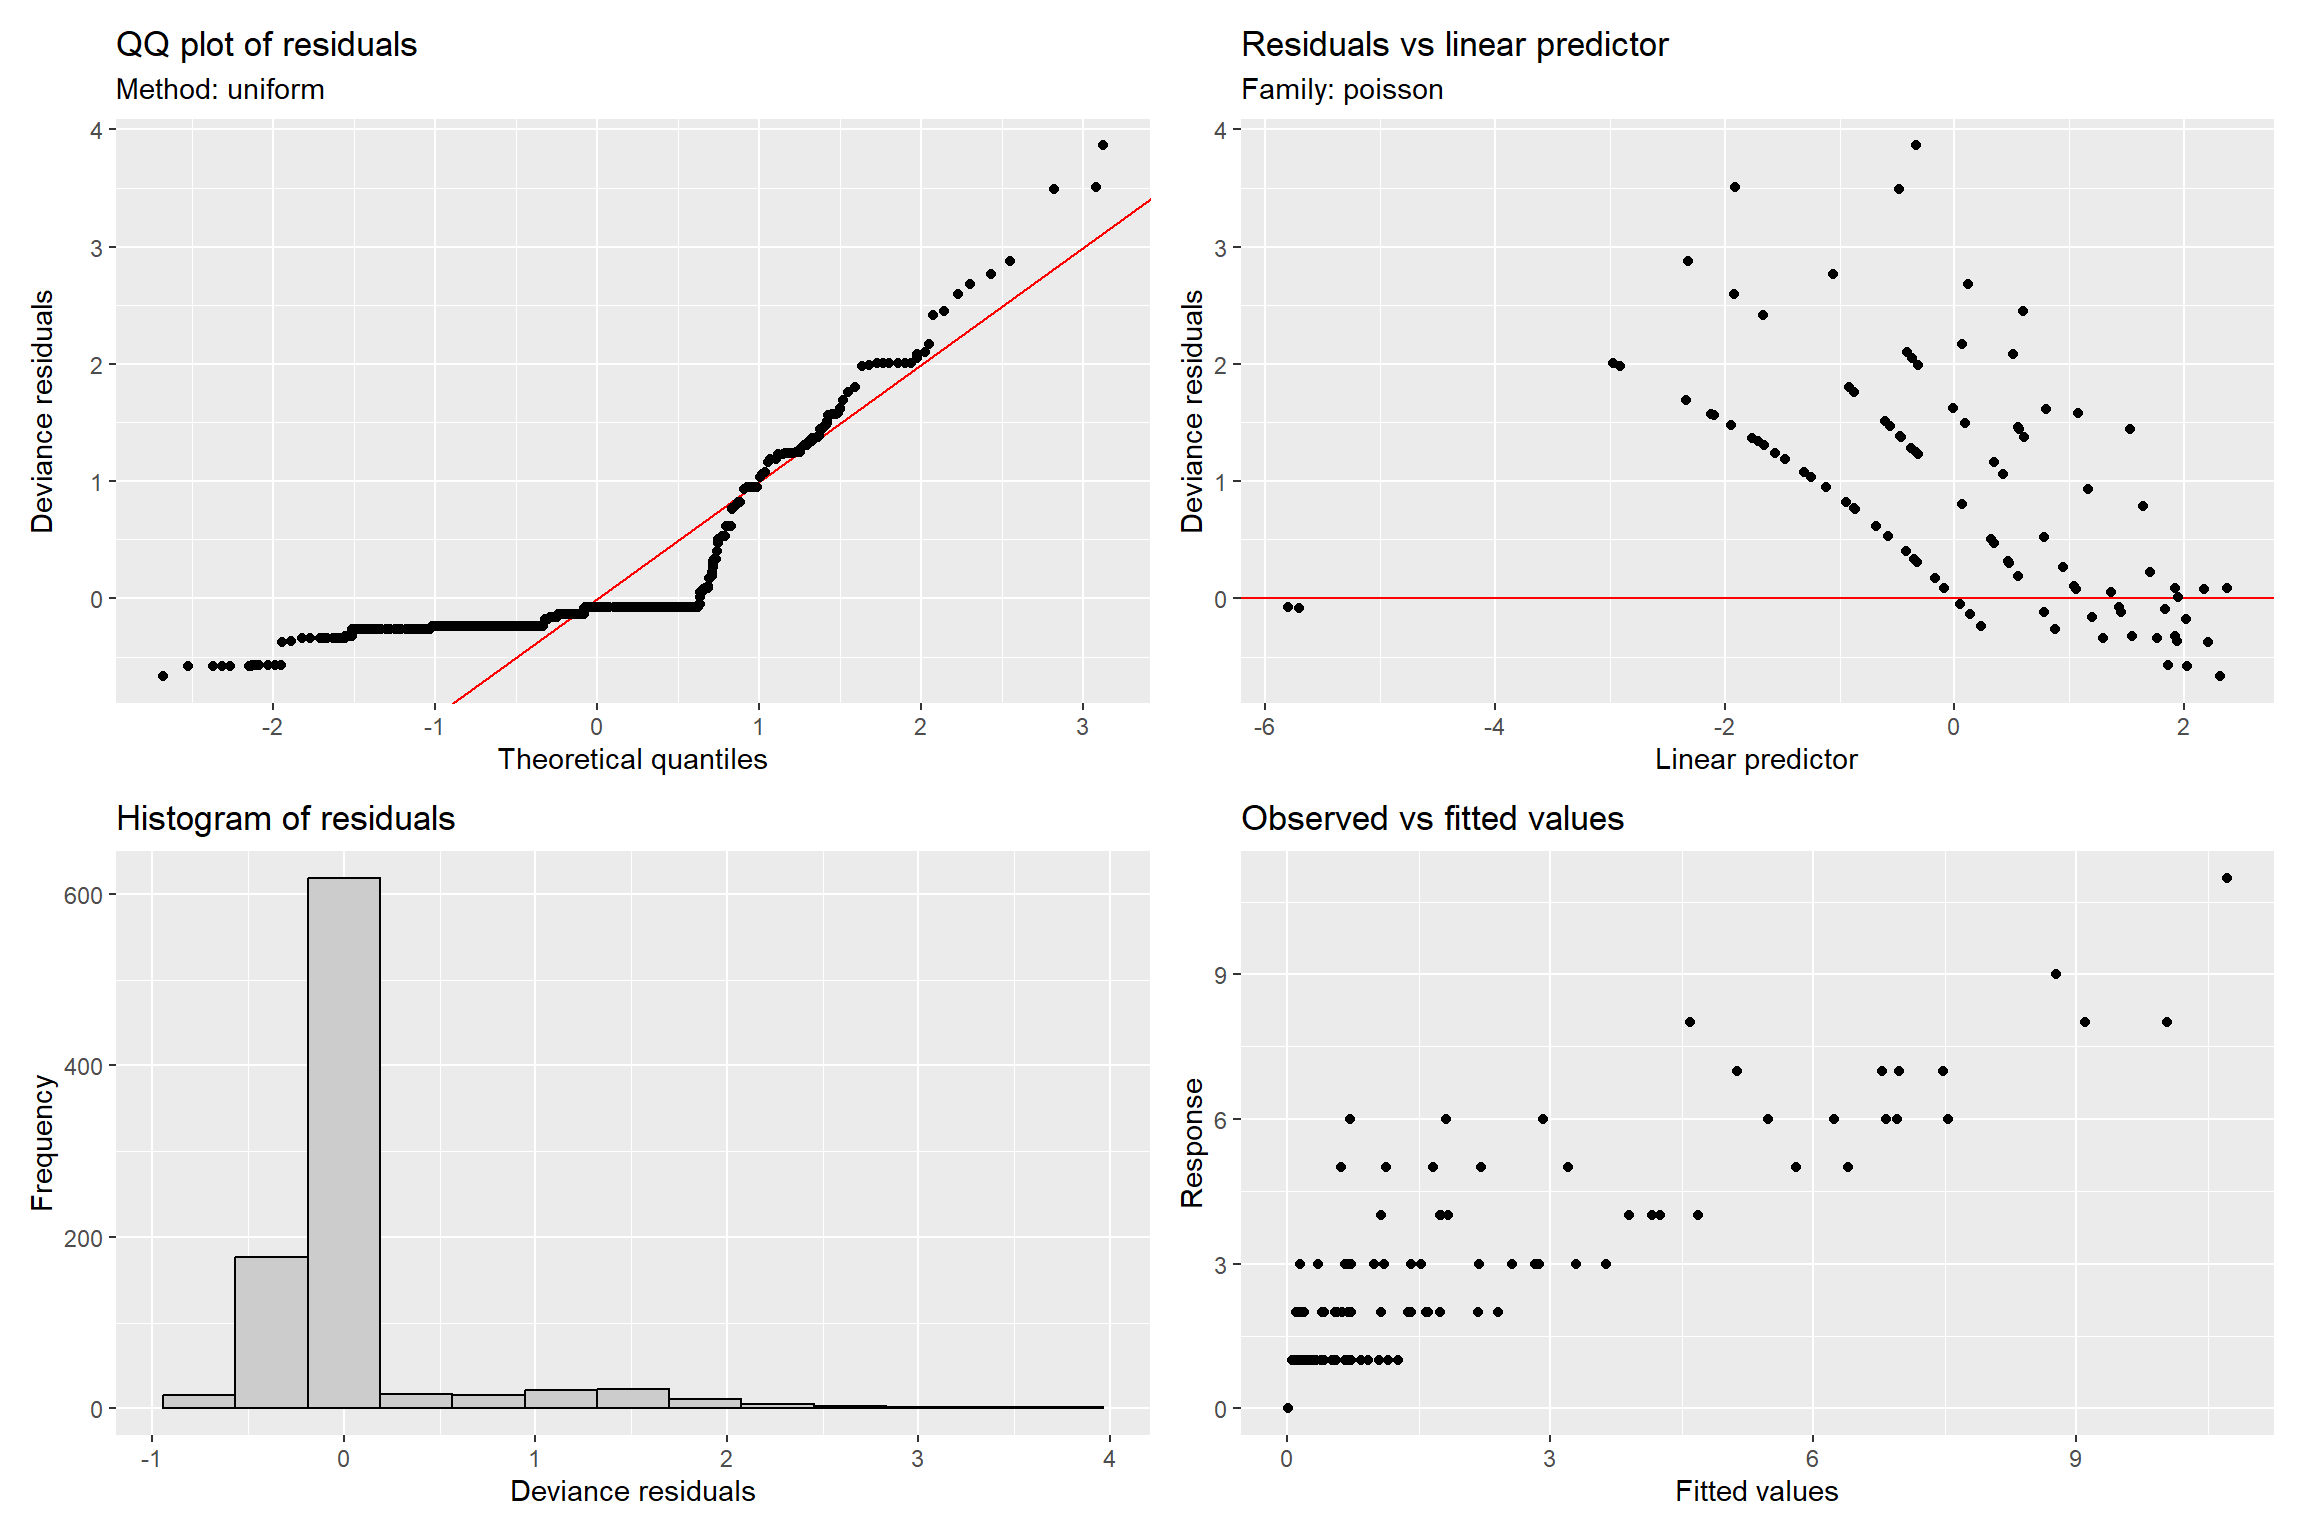 QQ plot of residuals
Method: uniform
4
3
2
1
0
Deviance residuals
-2 -1 0 1 2 3
Theoretical quantiles
Residuals vs linear predictor
Family: poisson
4
3
2
1
0
Deviance residuals
-6 -4 -2 0 2
Linear predictor
Histogram of residuals
600
400
200
0
Frequency
-1 0 1 2 3 4
Deviance residuals
Observed vs fitted values
9
6
3
0
Response
0 3 6 9
Fitted values